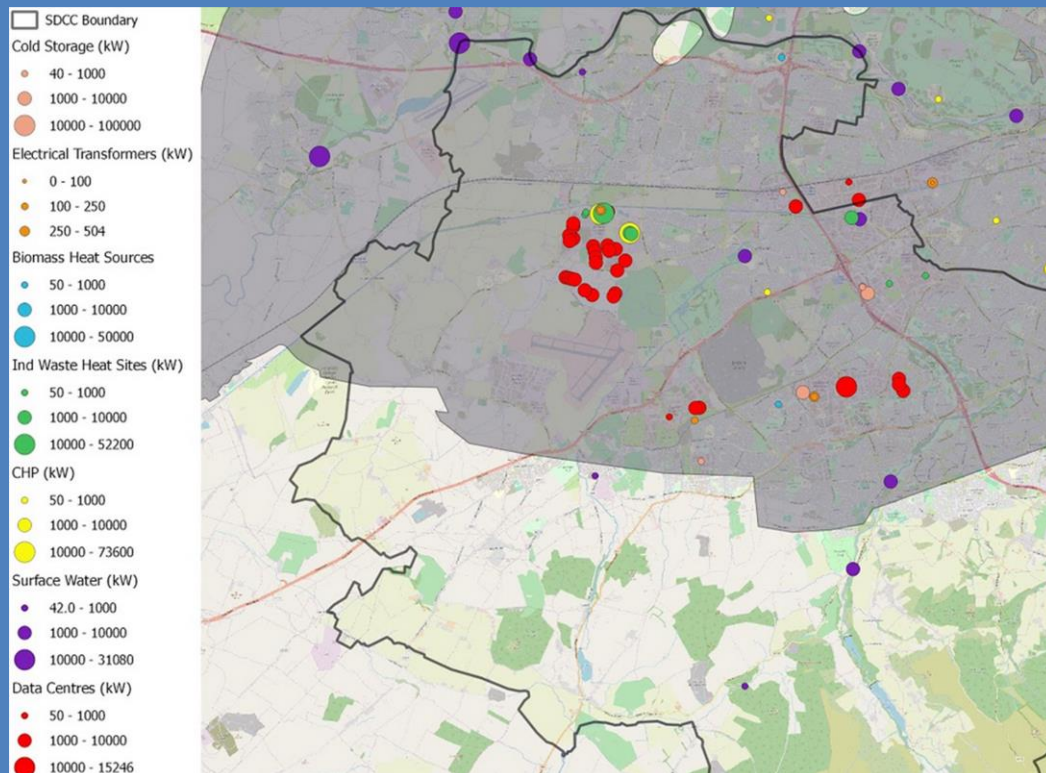 SDCC Boundary
Cold Storage (kW)
40 - 1000
1000 - 10000
10000 - 100000
Electrical Transformers (kW)
0 - 100
100 - 250
250 - 504
Biomass Heat Sources
50 - 1000
1000 - 10000
10000 - 50000
Ind Waste Heat Sites (kW)
50 - 1000
1000 - 10000
10000 - 52200
CHP (kW)
50 - 1000
1000 - 10000
10000 - 73600
Surface Water (kW)
42.0 - 1000
1000 - 10000
10000 - 31080
Data Centres (kW)
50 - 1000
1000 - 10000
10000 - 15246